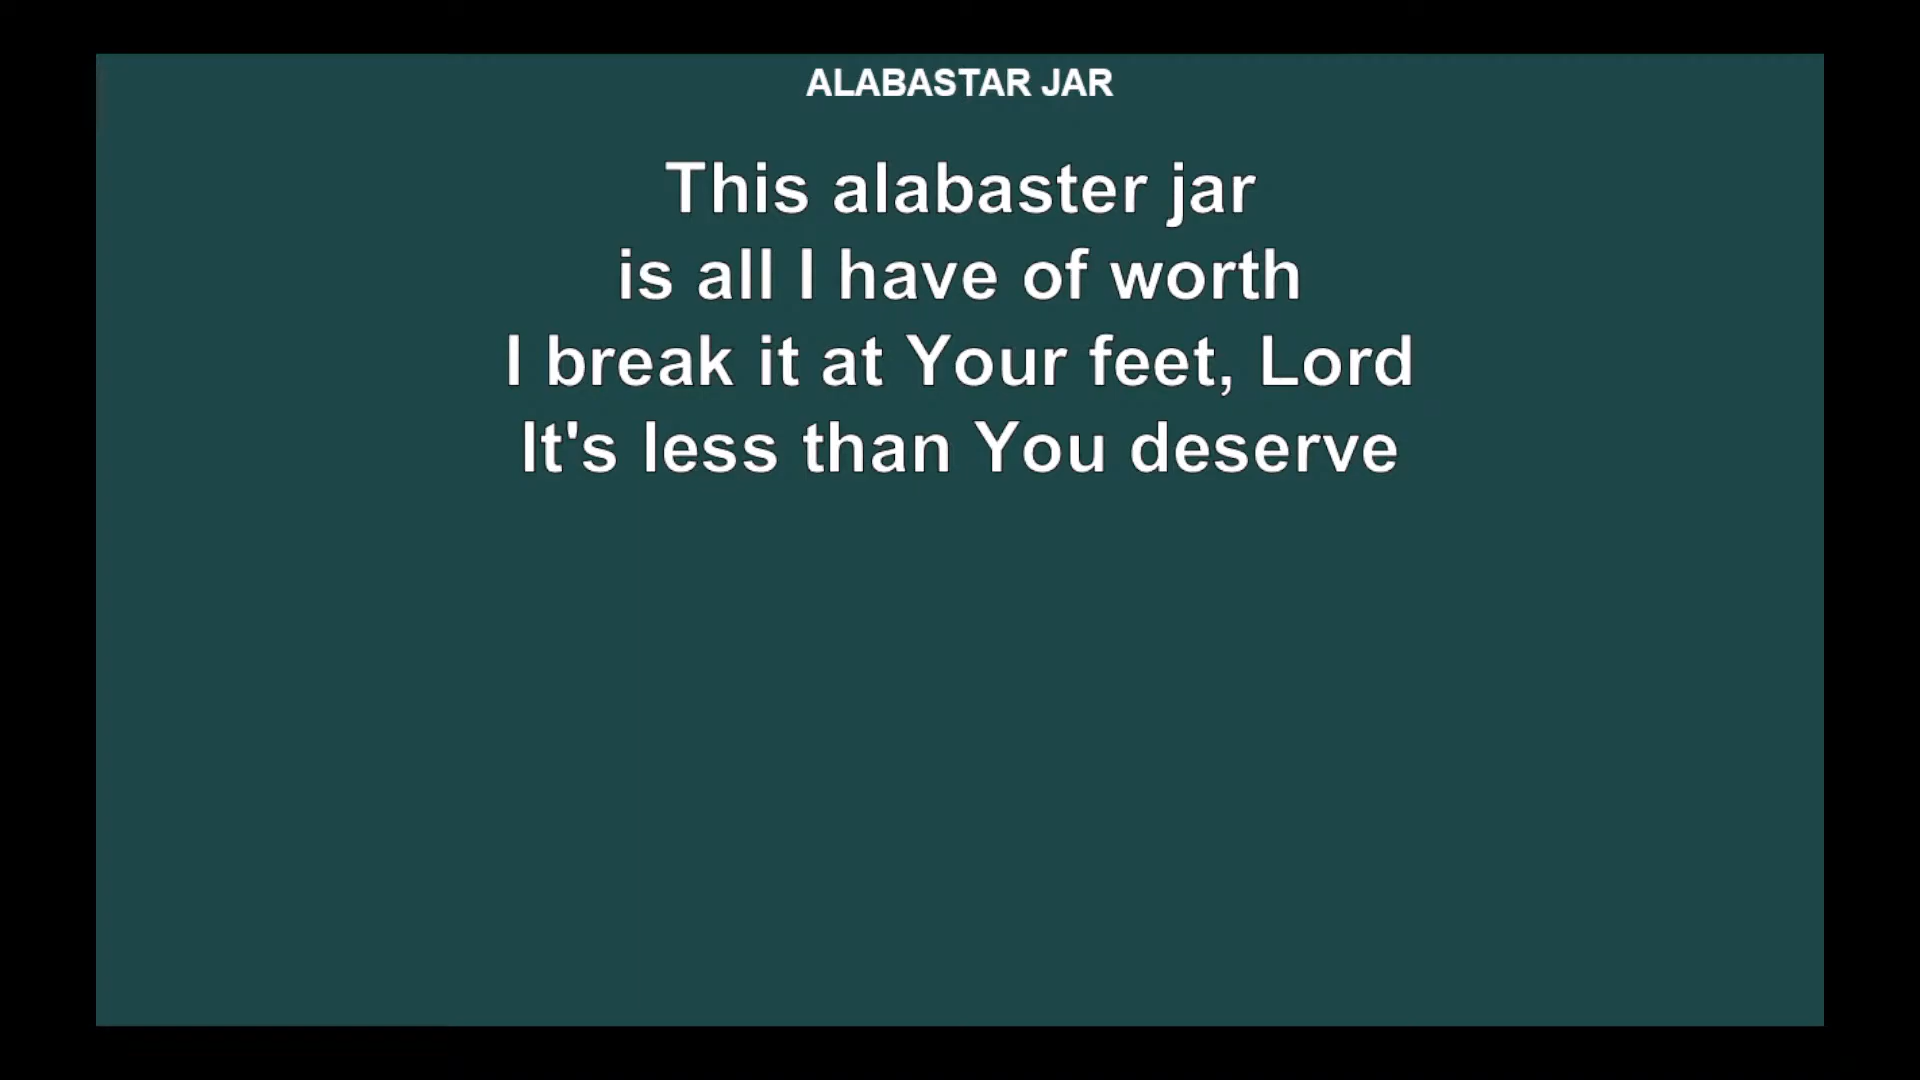 ALABASTAR JAR
This alabaster jar
is all I have of worth
I break it at Your feet, Lord
It's less than You deserve